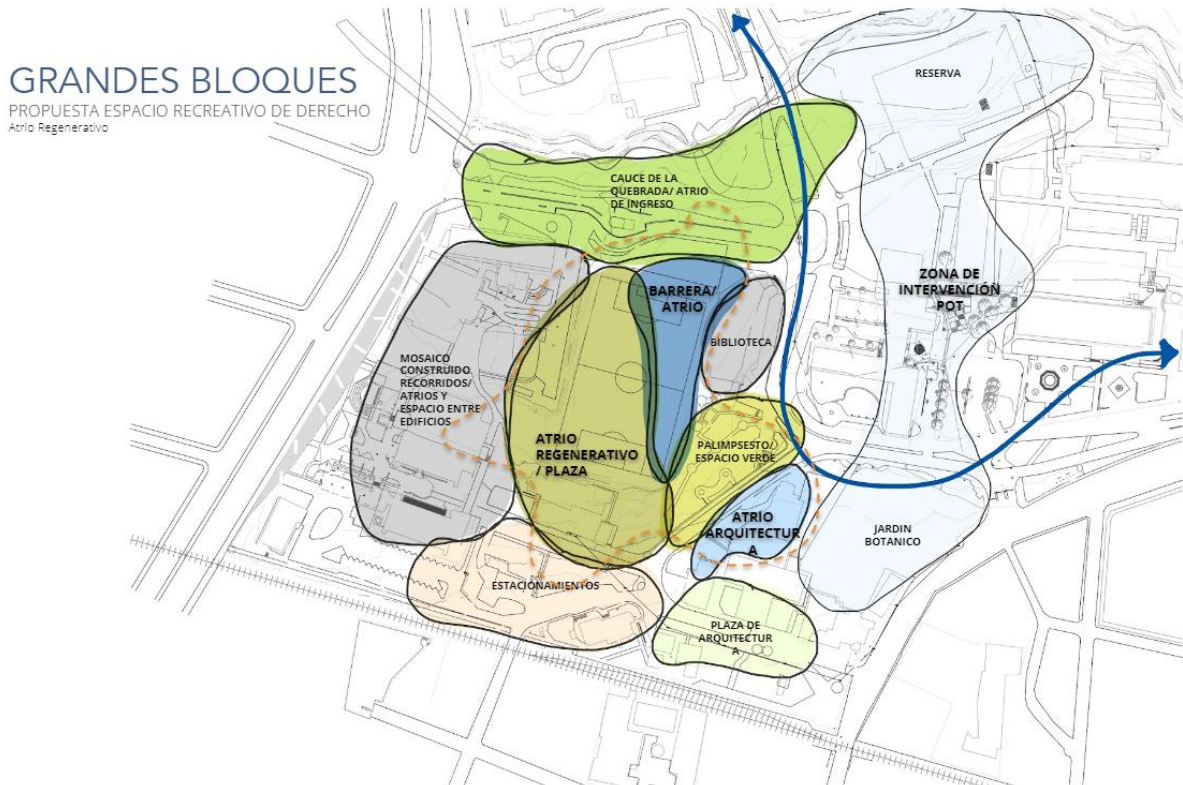 GRANDES BLOQUES
PROPUESTA ESPACIO RECREATIVO DE DERECHO
Atrio Regenerativo
RESERVA
CAUCE DE LA
QUEBRADA/ ATRIO
DE INGRESO
ZONA DE
INTERVENCIÓN
POT
BARRERA/
ATRIO
BIBLIOTECA
MOSAICO
CONSTRUIDO
RECORRIDOS/
ATRIOS Y
ESPACIO ENTRE
EDIFICIOS
ATRIO
REGENERATIVO
/ PLAZA
PALIMPSESTO/
ESPACIO VERDE
ATRIO
ARQUITECTUR
A
JARDIN
BOTANICO
ESTACIONAMIENTOS
PLAZA DE
ARQUITECTUR
A